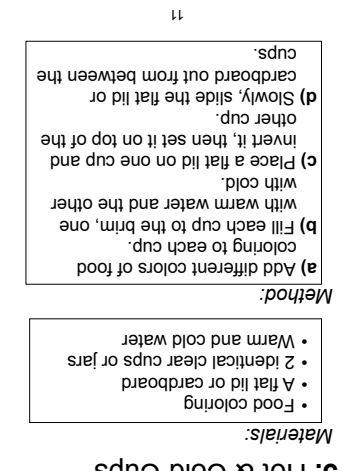 5. Hot & Cold Cups
Materials:
• Food coloring
• A flat lid or cardboard
• 2 identical clear cups or jars
• Warm and cold water
Method:
a) Add different colors of food
coloring to each cup.
b) Fill each cup to the brim, one
with warm water and the other
with cold.
c) Place a flat lid on one cup and
invert it, then set it on top of the
other cup.
d) Slowly, slide the flat lid or
cardboard out from between the
cups.
11